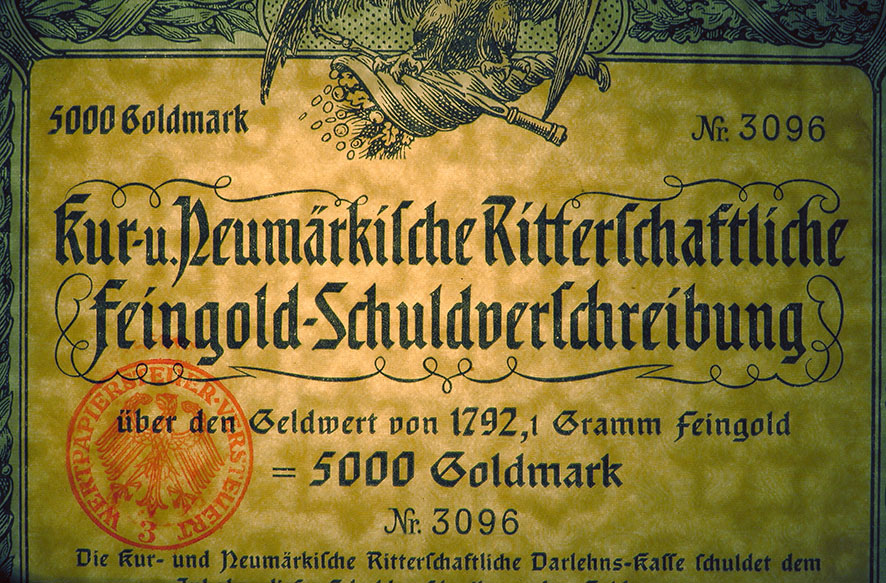 5000 Goldmark
Nr. 3096
Kur- u. Neumärkiſche Ritterſchaftliche
Feingold-Schuldverſchreibung
über den Geldwert von 1792,1 Gramm Feingold
= 5000 Goldmark
Nr. 3096
WERTPAPIERSTEUER·VERSTEUERT
3
Die Kur- und Neumärkiſche Ritterſchaftliche Darlehns-Kaſſe ſchuldet dem